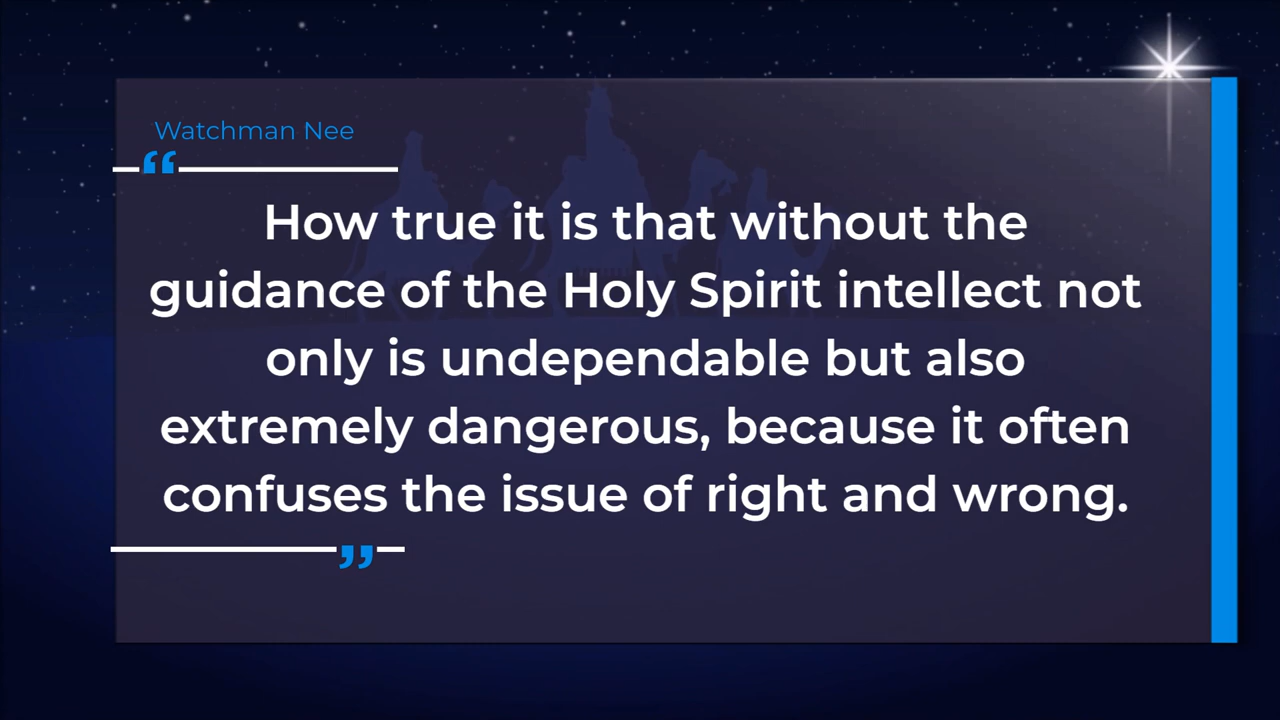 Watchman Nee
“
How true it is that without the
guidance of the Holy Spirit intellect not
only is undependable but also
extremely dangerous, because it often
confuses the issue of right and wrong.
”